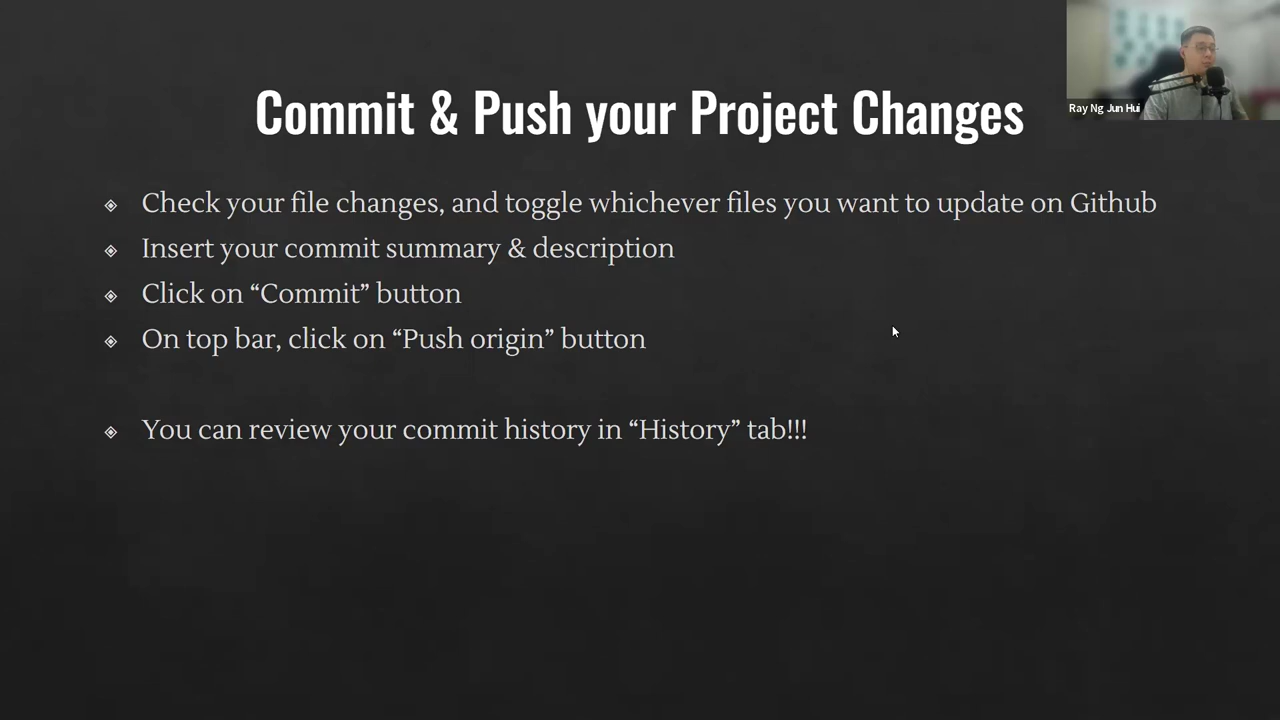 Commit & Push your Project Changes
Ray Ng Jun Hui
Check your file changes, and toggle whichever files you want to update on Github
Insert your commit summary & description
Click on “Commit” button
On top bar, click on “Push origin” button
You can review your commit history in “History” tab!!!